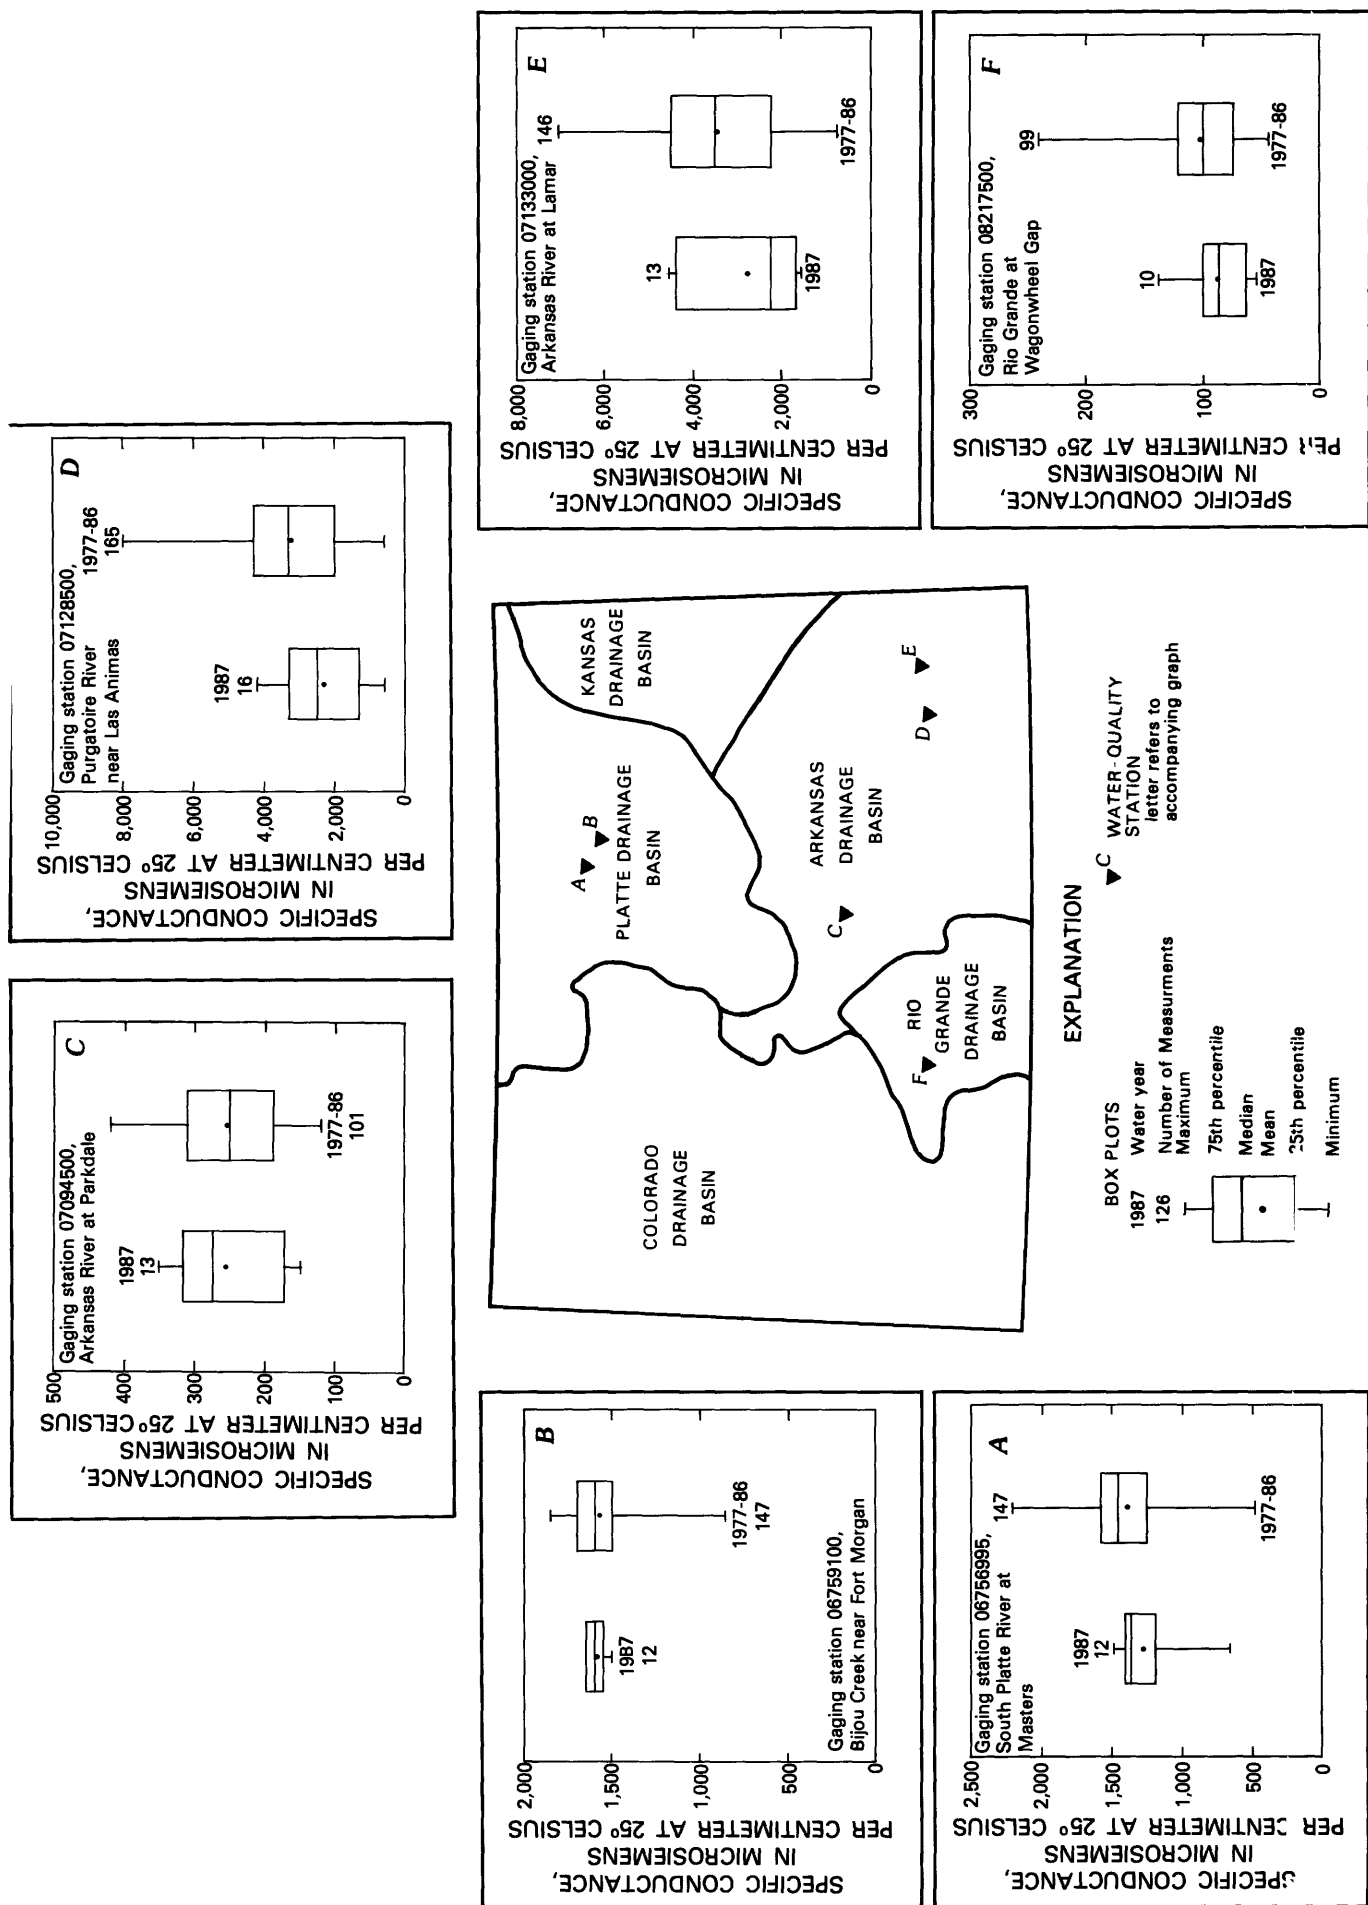 SPECIFIC CONDUCTANCE,
IN MICROSIEMENS
PER CENTIMETER AT 25° CELSIUS
500
400
300
200
100
0
Gaging station 07094500,
Arkansas River at Parkdale
C
1987
13
1977-86
101
SPECIFIC CONDUCTANCE,
IN MICROSIEMENS
PER CENTIMETER AT 25° CELSIUS
10,000
8,000
6,000
4,000
2,000
0
Gaging station 07128500,
Purgatoire River
near Las Animas
D
1987
16
1977-86
165
SPECIFIC CONDUCTANCE,
IN MICROSIEMENS
PER CENTIMETER AT 25° CELSIUS
2,000
1,500
1,000
500
0
B
1987
12
1977-86
147
Gaging station 06759100,
Bijou Creek near Fort Morgan
COLORADO
DRAINAGE
BASIN
PLATTE DRAINAGE
BASIN
KANSAS
DRAINAGE
BASIN
ARKANSAS
DRAINAGE
BASIN
RIO
GRANDE
DRAINAGE
BASIN
A
B
C
D
E
F
SPECIFIC CONDUCTANCE,
IN MICROSIEMENS
PER CENTIMETER AT 25° CELSIUS
8,000
6,000
4,000
2,000
0
Gaging station 07133000,
Arkansas River at Lamar
E
13
1987
146
1977-86
SPECIFIC CONDUCTANCE,
IN MICROSIEMENS
PER CENTIMETER AT 25° CELSIUS
2,500
2,000
1,500
1,000
500
0
Gaging station 06756995,
South Platte River at
Masters
A
1987
12
147
1977-86
EXPLANATION
BOX PLOTS
1987
Water year
126
Number of Measurments
Maximum
75th percentile
Median
Mean
25th percentile
Minimum
C
WATER-QUALITY
STATION
letter refers to
accompanying graph
SPECIFIC CONDUCTANCE,
IN MICROSIEMENS
PER CENTIMETER AT 25° CELSIUS
300
200
100
0
Gaging station 08217500,
Rio Grande at
Wagonwheel Gap
F
10
1987
99
1977-86